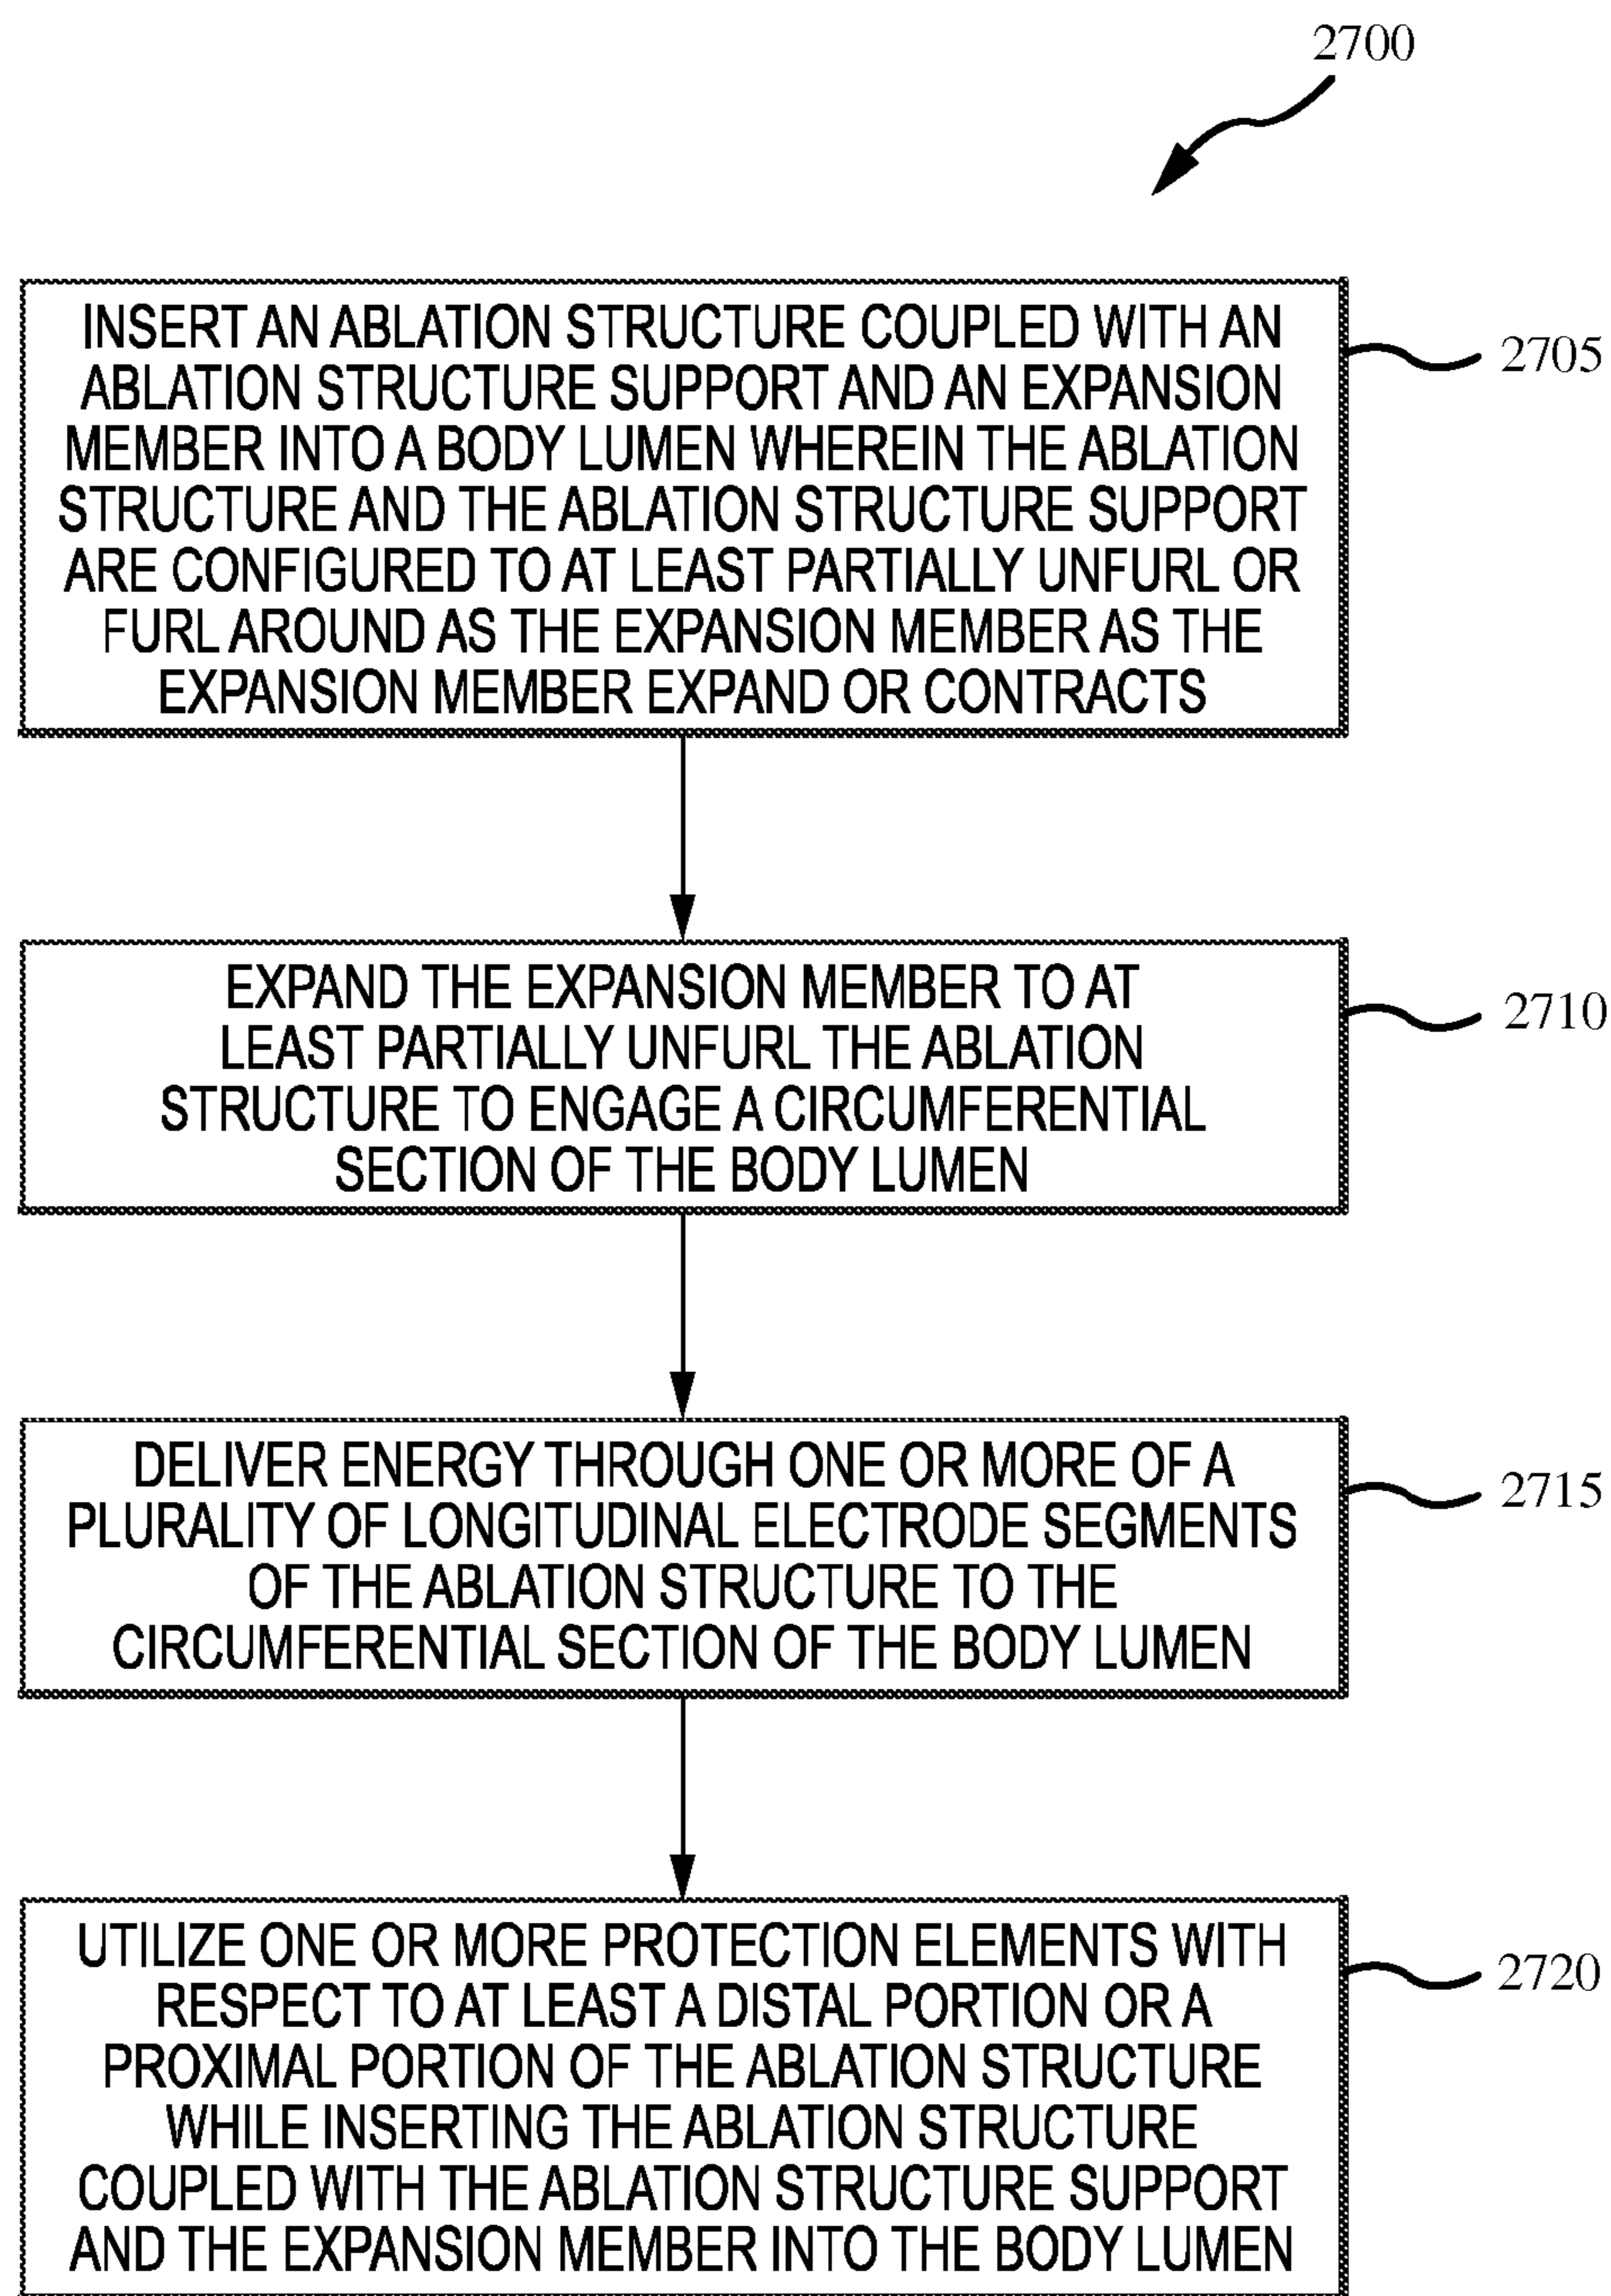 2700
INSERT AN ABLATION STRUCTURE COUPLED WITH AN
ABLATION STRUCTURE SUPPORT AND AN EXPANSION
MEMBER INTO A BODY LUMEN WHEREIN THE ABLATION
STRUCTURE AND THE ABLATION STRUCTURE SUPPORT
ARE CONFIGURED TO AT LEAST PARTIALLY UNFURL OR
FURL AROUND AS THE EXPANSION MEMBER AS THE
EXPANSION MEMBER EXPAND OR CONTRACTS
2705
EXPAND THE EXPANSION MEMBER TO AT
LEAST PARTIALLY UNFURL THE ABLATION
STRUCTURE TO ENGAGE A CIRCUMFERENTIAL
SECTION OF THE BODY LUMEN
2710
DELIVER ENERGY THROUGH ONE OR MORE OF A
PLURALITY OF LONGITUDINAL ELECTRODE SEGMENTS
OF THE ABLATION STRUCTURE TO THE
CIRCUMFERENTIAL SECTION OF THE BODY LUMEN
2715
UTILIZE ONE OR MORE PROTECTION ELEMENTS WITH
RESPECT TO AT LEAST A DISTAL PORTION OR A
PROXIMAL PORTION OF THE ABLATION STRUCTURE
WHILE INSERTING THE ABLATION STRUCTURE
COUPLED WITH THE ABLATION STRUCTURE SUPPORT
AND THE EXPANSION MEMBER INTO THE BODY LUMEN
2720